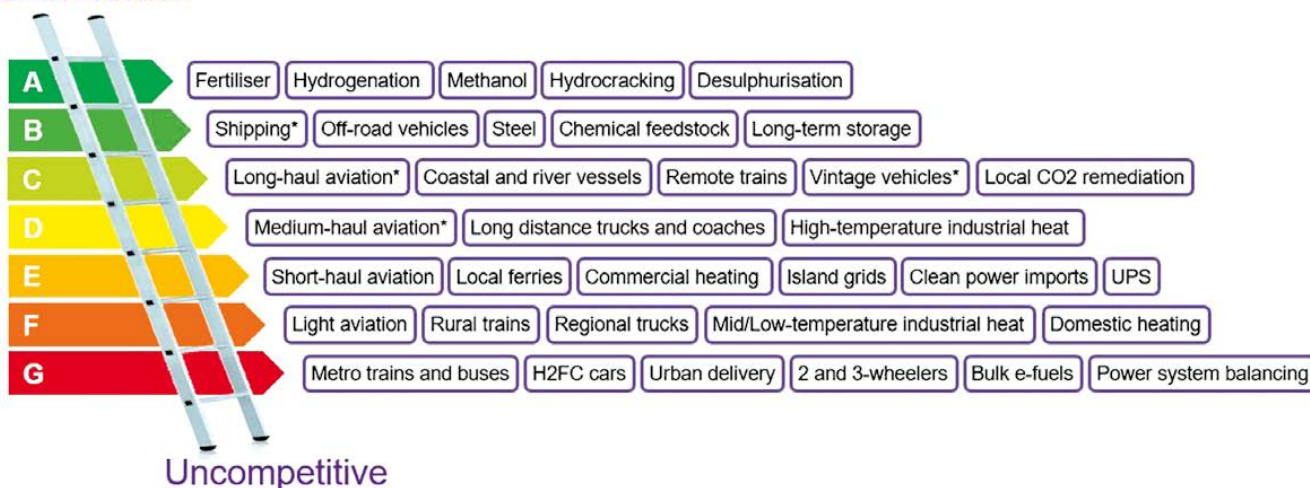 A Fertiliser Hydrogenation Methanol Hydrocracking Desulphurisation
B Shipping* Off-road vehicles Steel Chemical feedstock Long-term storage
C Long-haul aviation* Coastal and river vessels Remote trains Vintage vehicles* Local CO2 remediation
D Medium-haul aviation* Long distance trucks and coaches High-temperature industrial heat
E Short-haul aviation Local ferries Commercial heating Island grids Clean power imports UPS
F Light aviation Rural trains Regional trucks Mid/Low-temperature industrial heat Domestic heating
G Metro trains and buses H2FC cars Urban delivery 2 and 3-wheelers Bulk e-fuels Power system balancing
Uncompetitive